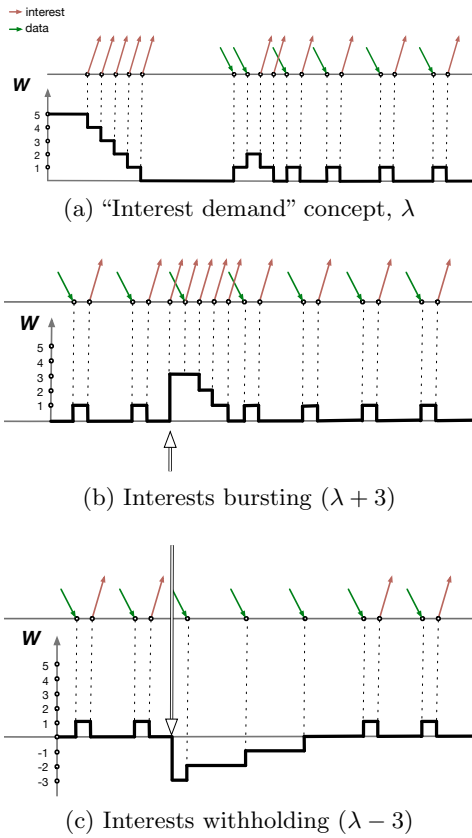 interest
data
W
5
4
3
2
1
(a) “Interest demand” concept, λ
W
5
4
3
2
1
(b) Interests bursting (λ + 3)
W
5
4
3
2
1
-1
-2
-3
(c) Interests withholding (λ − 3)